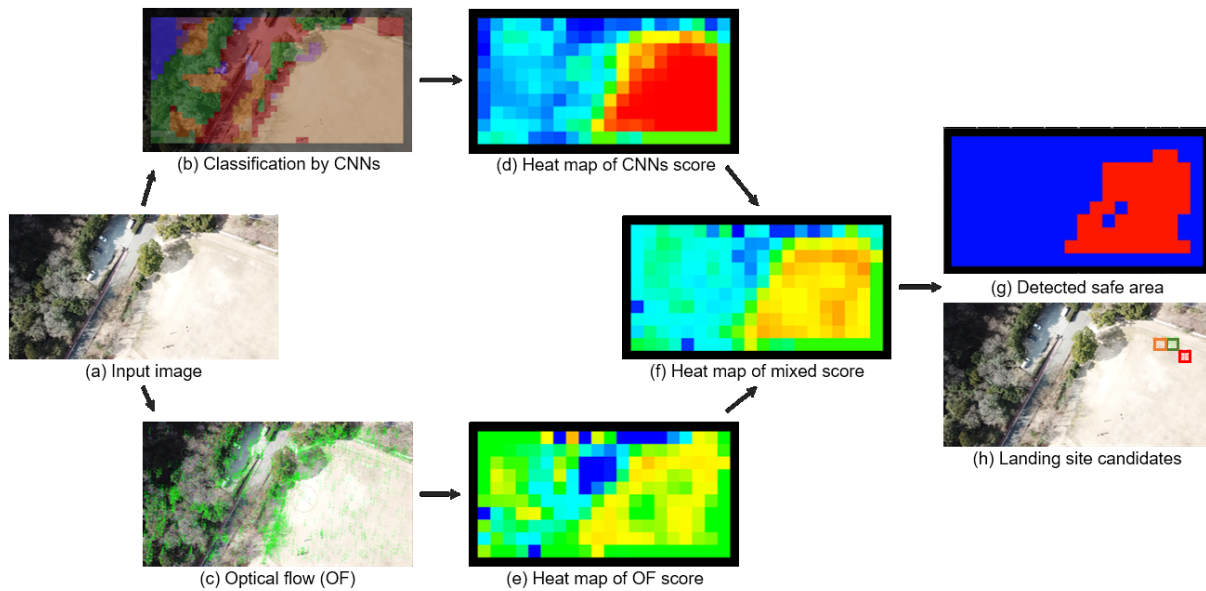 (b) Classification by CNNs
(d) Heat map of CNNs score
(a) Input image
(f) Heat map of mixed score
(g) Detected safe area
(c) Optical flow (OF)
(e) Heat map of OF score
(h) Landing site candidates